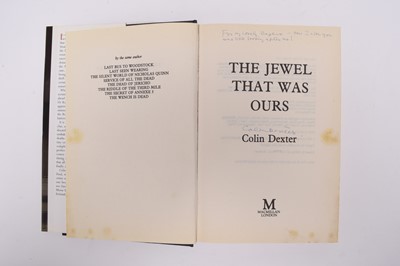 by the same author
LAST BUS TO WOODSTOCK
LAST SEEN WEARING
THE SILENT WORLD OF NICHOLAS QUINN
SERVICE OF ALL THE DEAD
THE DEAD OF JERICHO
THE RIDDLE OF THE THIRD MILE
THE SECRET OF ANNEXE 3
THE WENCH IS DEAD
THE JEWEL
THAT WAS
OURS
Colin Dexter
M
MACMILLAN
LONDON